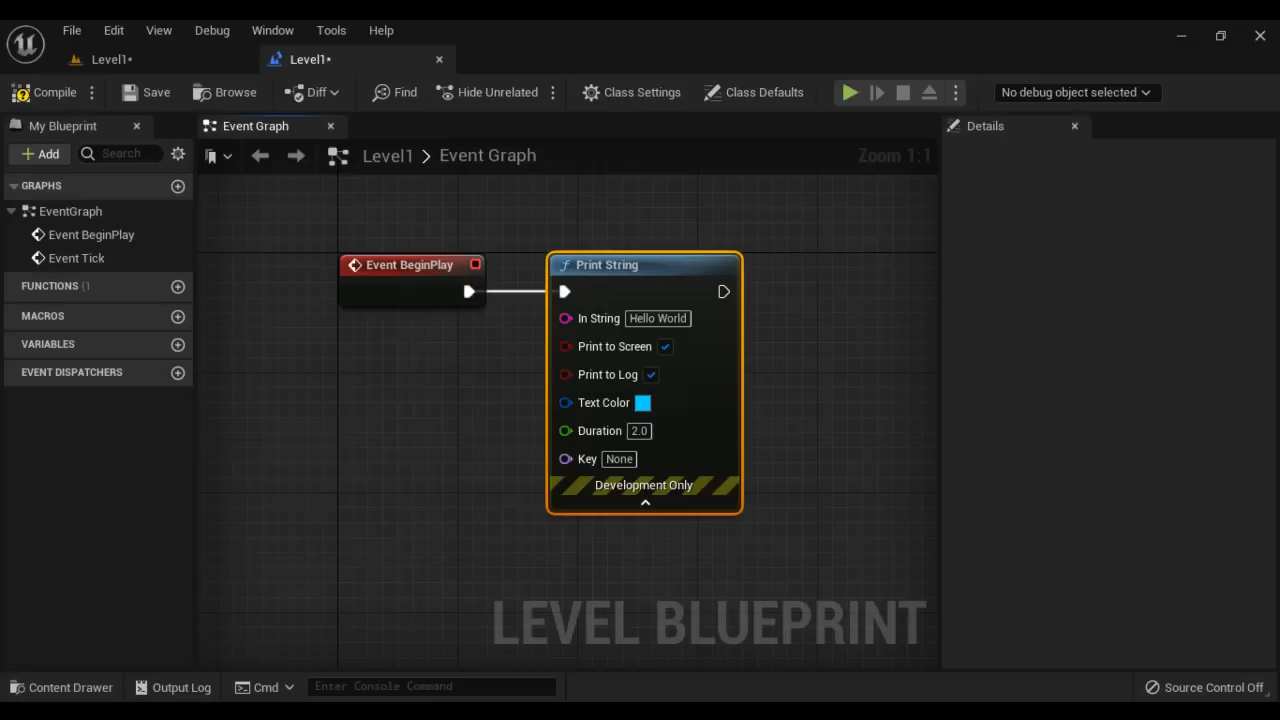 File Edit View Debug Window Tools Help
Level1* Level1*
Compile Save Browse Diff Find Hide Unrelated Class Settings Class Defaults No debug object selected
My Blueprint Event Graph Details
Add Search Level1 > Event Graph Zoom 1:1
GRAPHS
EventGraph
Event BeginPlay
Event Tick
FUNCTIONS (1
MACROS
VARIABLES
EVENT DISPATCHERS
Event BeginPlay
Print String
In String Hello World
Print to Screen
Print to Log
Text Color
Duration 2.0
Key None
Development Only
LEVEL BLUEPRINT
Content Drawer Output Log Cmd Enter Console Command Source Control Off